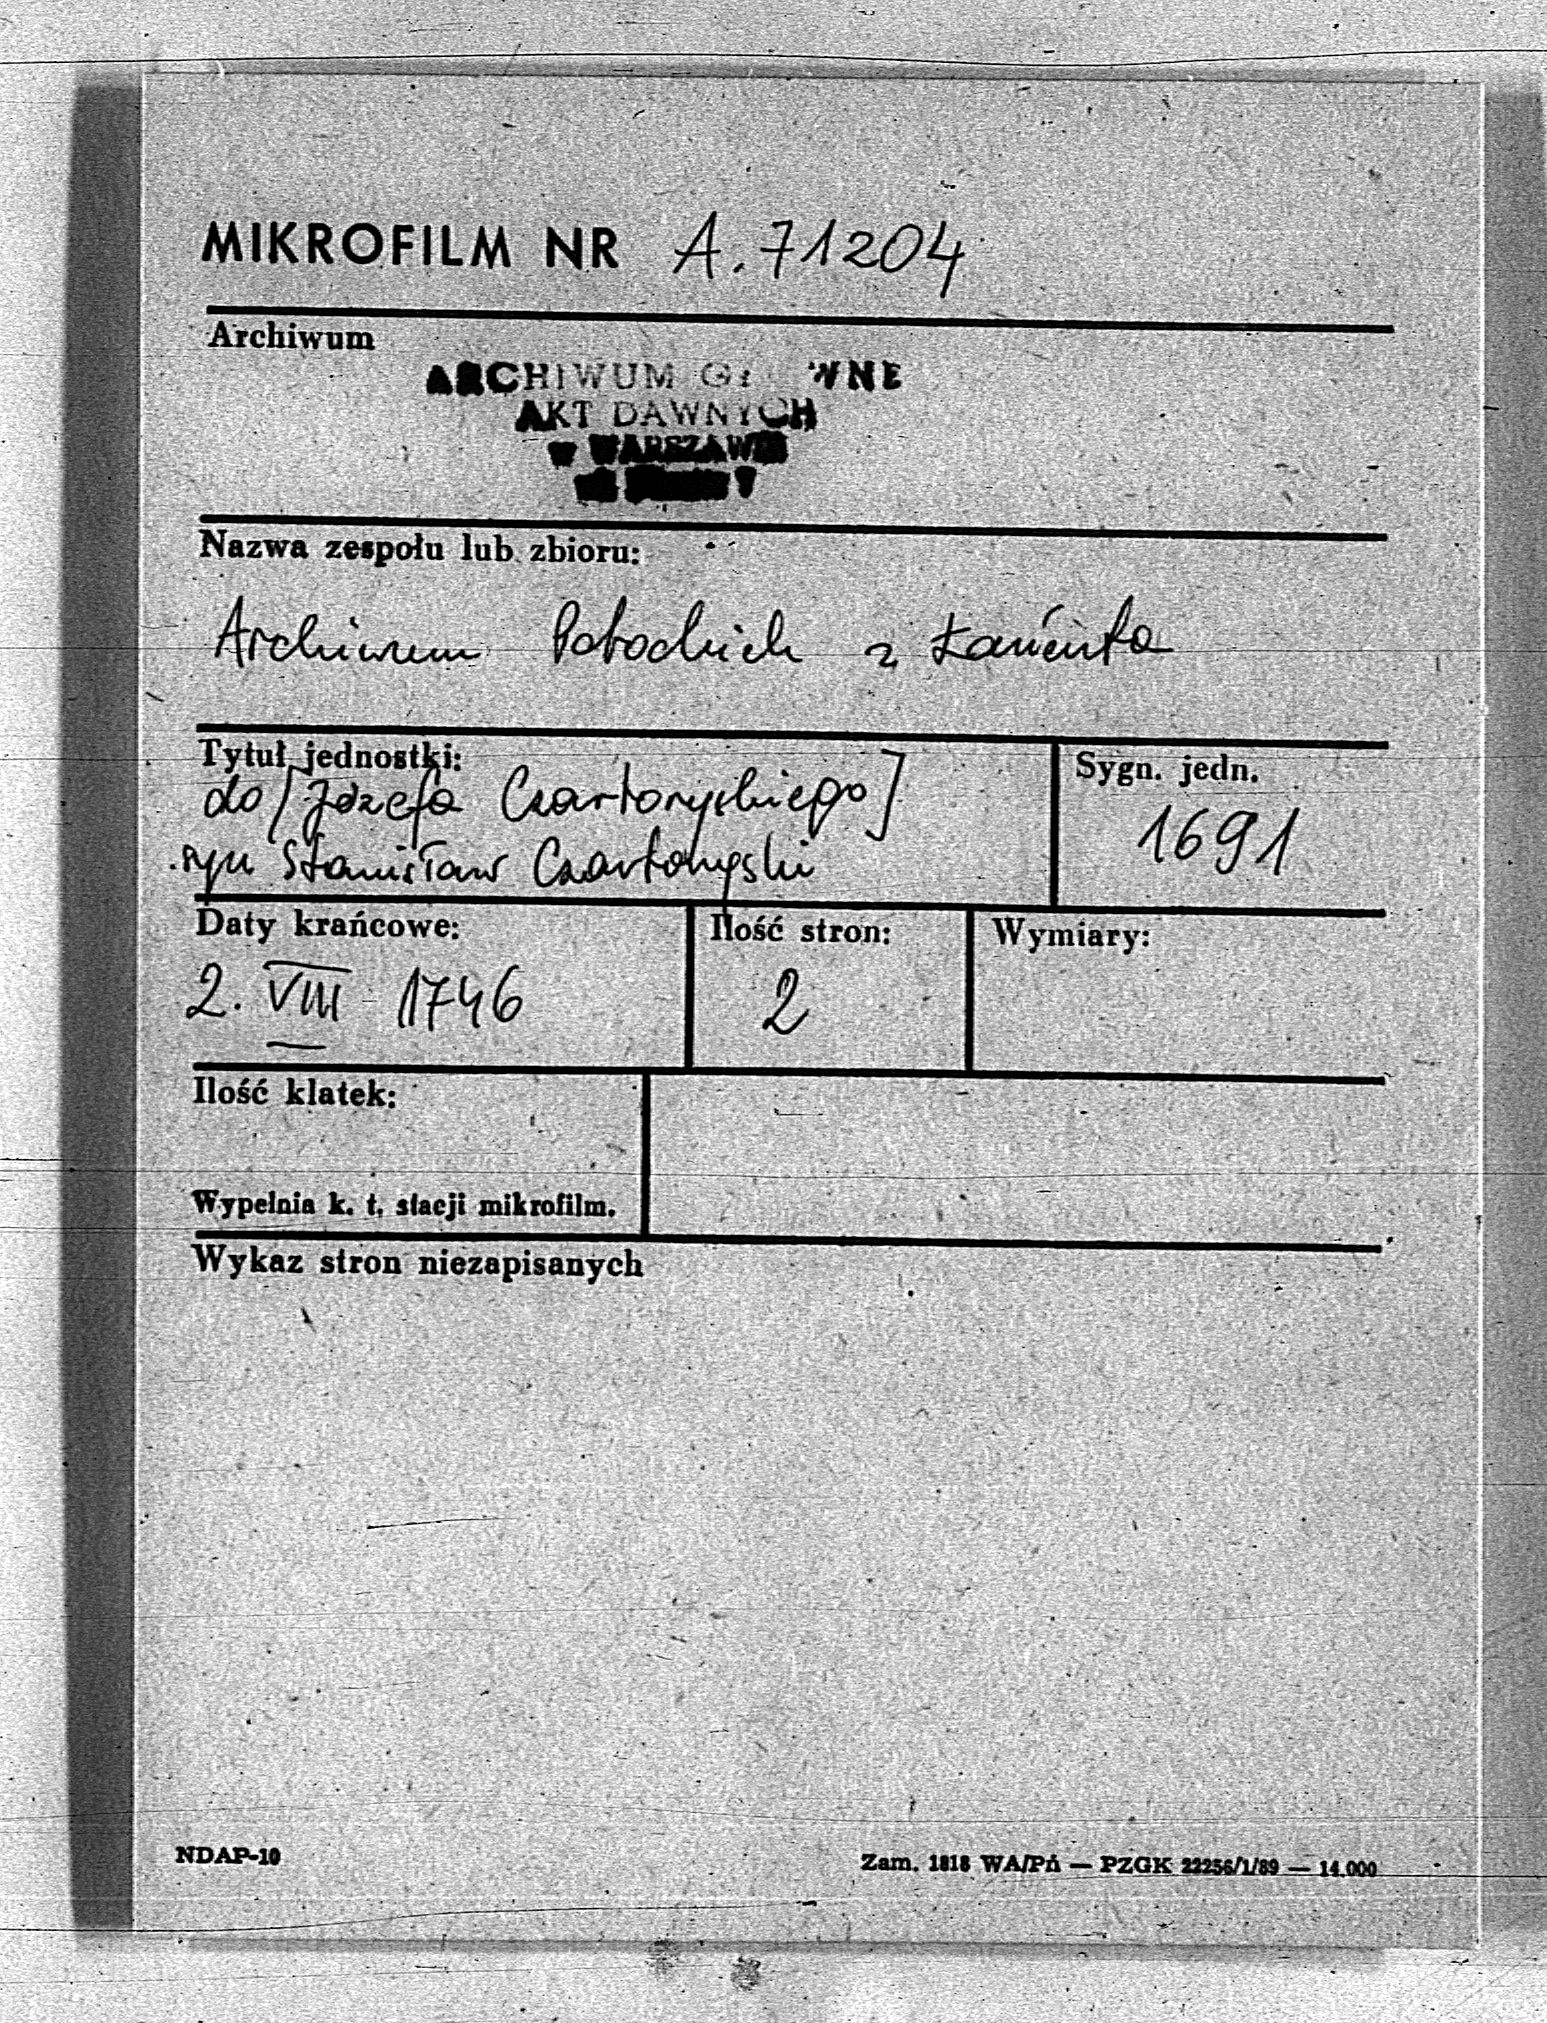 MIKROFILM NR A.71204
Archiwum
ARCHIWUM GŁÓWNE
AKT DAWNYCH
w WARSZAWIE
Nazwa zespołu lub zbioru:
Archiwum Potockich z Łańcuta
Tytuł jednostki:
do [Józefa Czartoryskiego]
syn Stanisław Czartoryski
Sygn. jedn.
1691
Daty krańcowe:
2. VIII 1746
Ilość stron:
2
Wymiary:
Ilość klatek:
Wypełnia k. t. stacji mikrofilm.
Wykaz stron niezapisanych
NDAP-10
Zam. 1818 WA/Pń — PZGK 22256/1/89 — 14.000